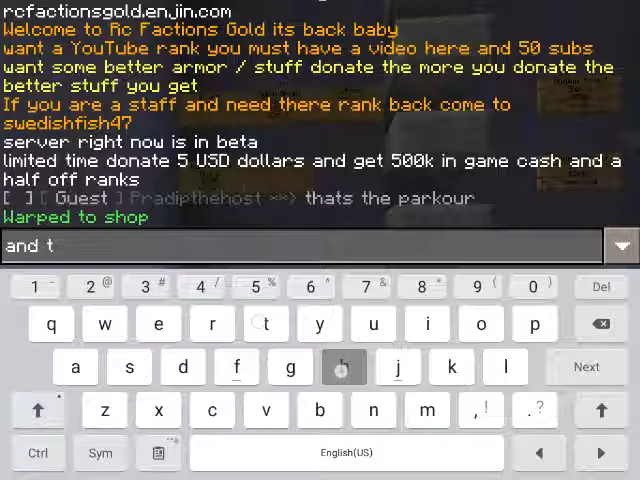 rcfactionsgold.enjin.com
Welcome to Rc Factions Gold its back baby
want a YouTube rank you must have a video here and 50 subs
want some better armor / stuff donate the more you donate the
better stuff you get
If you are a staff and need there rank back come to
swedishfish47
server right now is in beta
limited time donate 5 USD dollars and get 500k in game cash and a
half off ranks
[  ] [ Guest ] Pradipthehost **> thats the parkour
Warped to shop
and t
1 - 2 @ 3 # 4 / 5 % 6 ^ 7 & 8 * 9 ( 0 ) Del
q w e r t y u i o p
a s d f g h j k l Next
z x c v b n m , ! . ?
Ctrl Sym English(US)